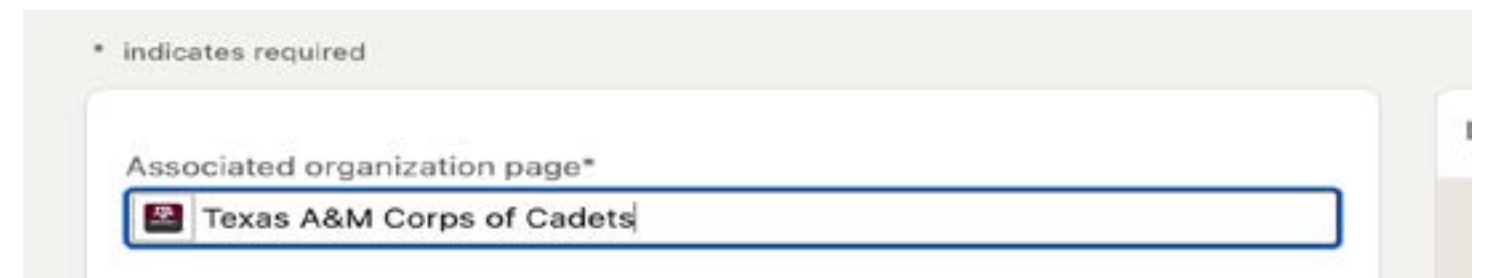 * indicates required
Associated organization page*
Texas A&M Corps of Cadets